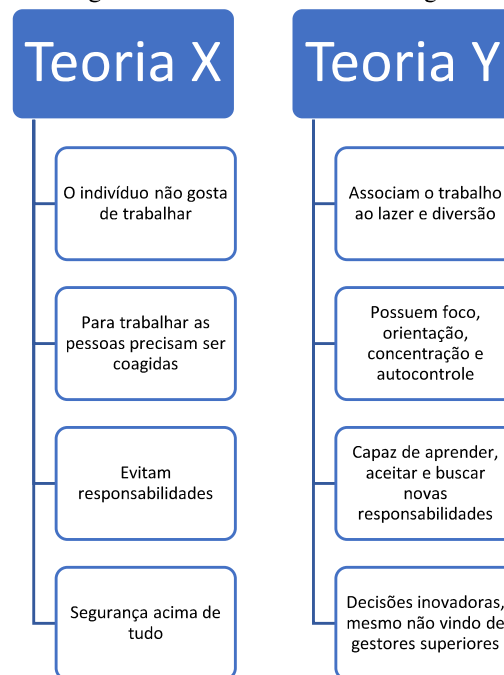 Teoria X
O indivíduo não gosta
de trabalhar
Para trabalhar as
pessoas precisam ser
coagidas
Evitam
responsabilidades
Segurança acima de
tudo
Teoria Y
Associam o trabalho
ao lazer e diversão
Possuem foco,
orientação,
concentração e
autocontrole
Capaz de aprender,
aceitar e buscar
novas
responsabilidades
Decisões inovadoras,
mesmo não vindo de
gestores superiores